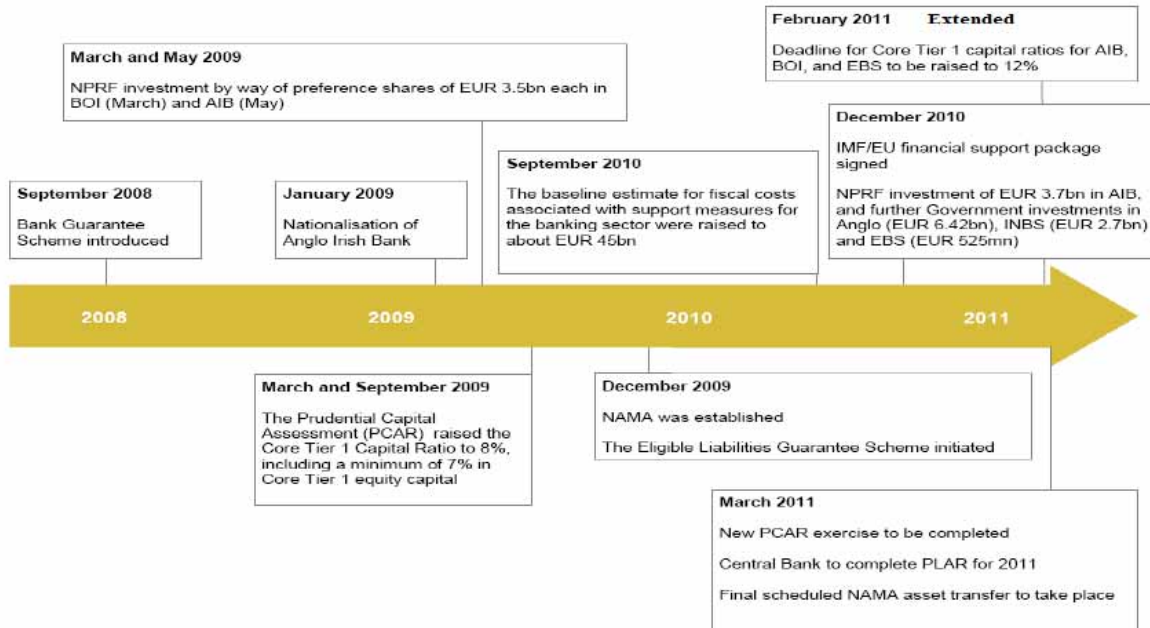 February 2011 Extended
Deadline for Core Tier 1 capital ratios for AIB,
BOI, and EBS to be raised to 12%
March and May 2009
NPRF investment by way of preference shares of EUR 3.5bn each in
BOI (March) and AIB (May)
December 2010
IMF/EU financial support package
signed
NPRF investment of EUR 3.7bn in AIB,
and further Government investments in
Anglo (EUR 6.42bn), INBS (EUR 2.7bn)
and EBS (EUR 525mn)
September 2010
The baseline estimate for fiscal costs
associated with support measures for
the banking sector were raised to
about EUR 45bn
September 2008
Bank Guarantee
Scheme introduced
January 2009
Nationalisation of
Anglo Irish Bank
2008 2009 2010 2011
March and September 2009
The Prudential Capital
Assessment (PCAR) raised the
Core Tier 1 Capital Ratio to 8%,
including a minimum of 7% in
Core Tier 1 equity capital
December 2009
NAMA was established
The Eligible Liabilities Guarantee Scheme initiated
March 2011
New PCAR exercise to be completed
Central Bank to complete PLAR for 2011
Final scheduled NAMA asset transfer to take place